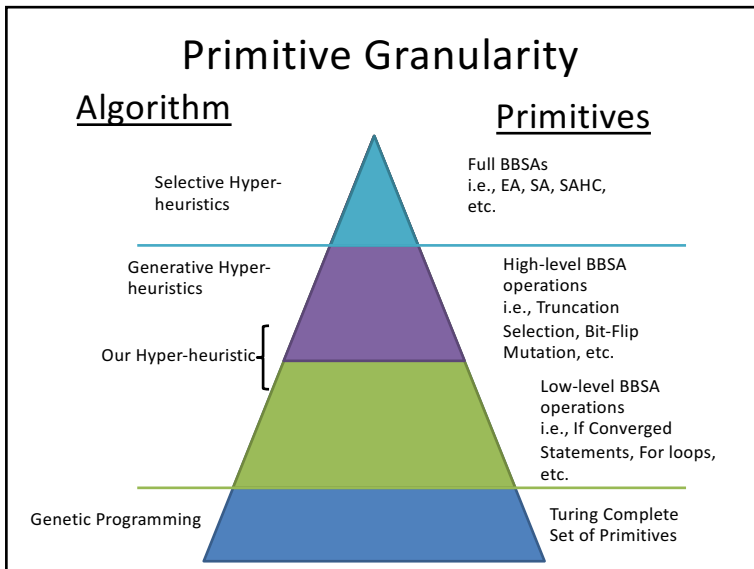 Primitive Granularity
Algorithm
Primitives
Selective Hyper-
heuristics
Full BBSAs
i.e., EA, SA, SAHC,
etc.
Generative Hyper-
heuristics
High-level BBSA
operations
i.e., Truncation
Selection, Bit-Flip
Mutation, etc.
Our Hyper-heuristic
Low-level BBSA
operations
i.e., If Converged
Statements, For loops,
etc.
Genetic Programming
Turing Complete
Set of Primitives